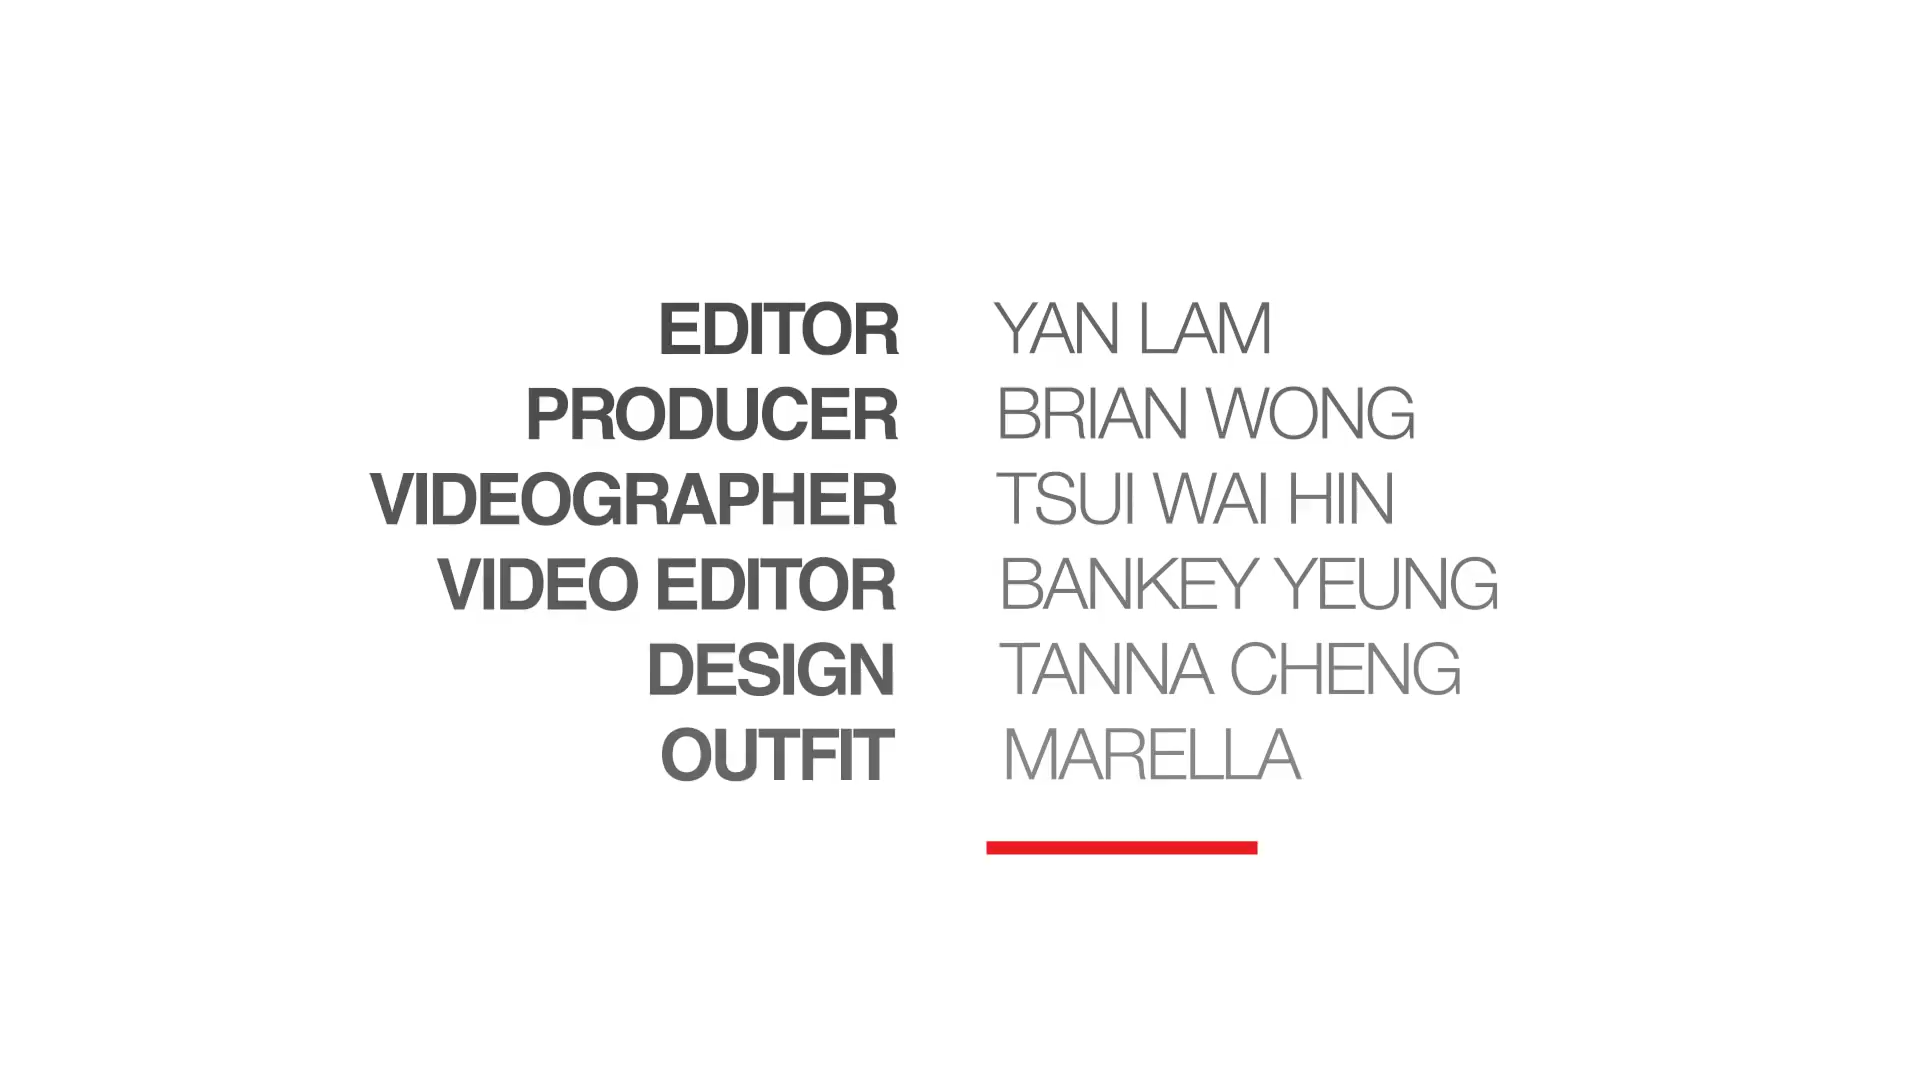 EDITOR YAN LAM
PRODUCER BRIAN WONG
VIDEOGRAPHER TSUI WAI HIN
VIDEO EDITOR BANKEY YEUNG
DESIGN TANNA CHENG
OUTFIT MARELLA